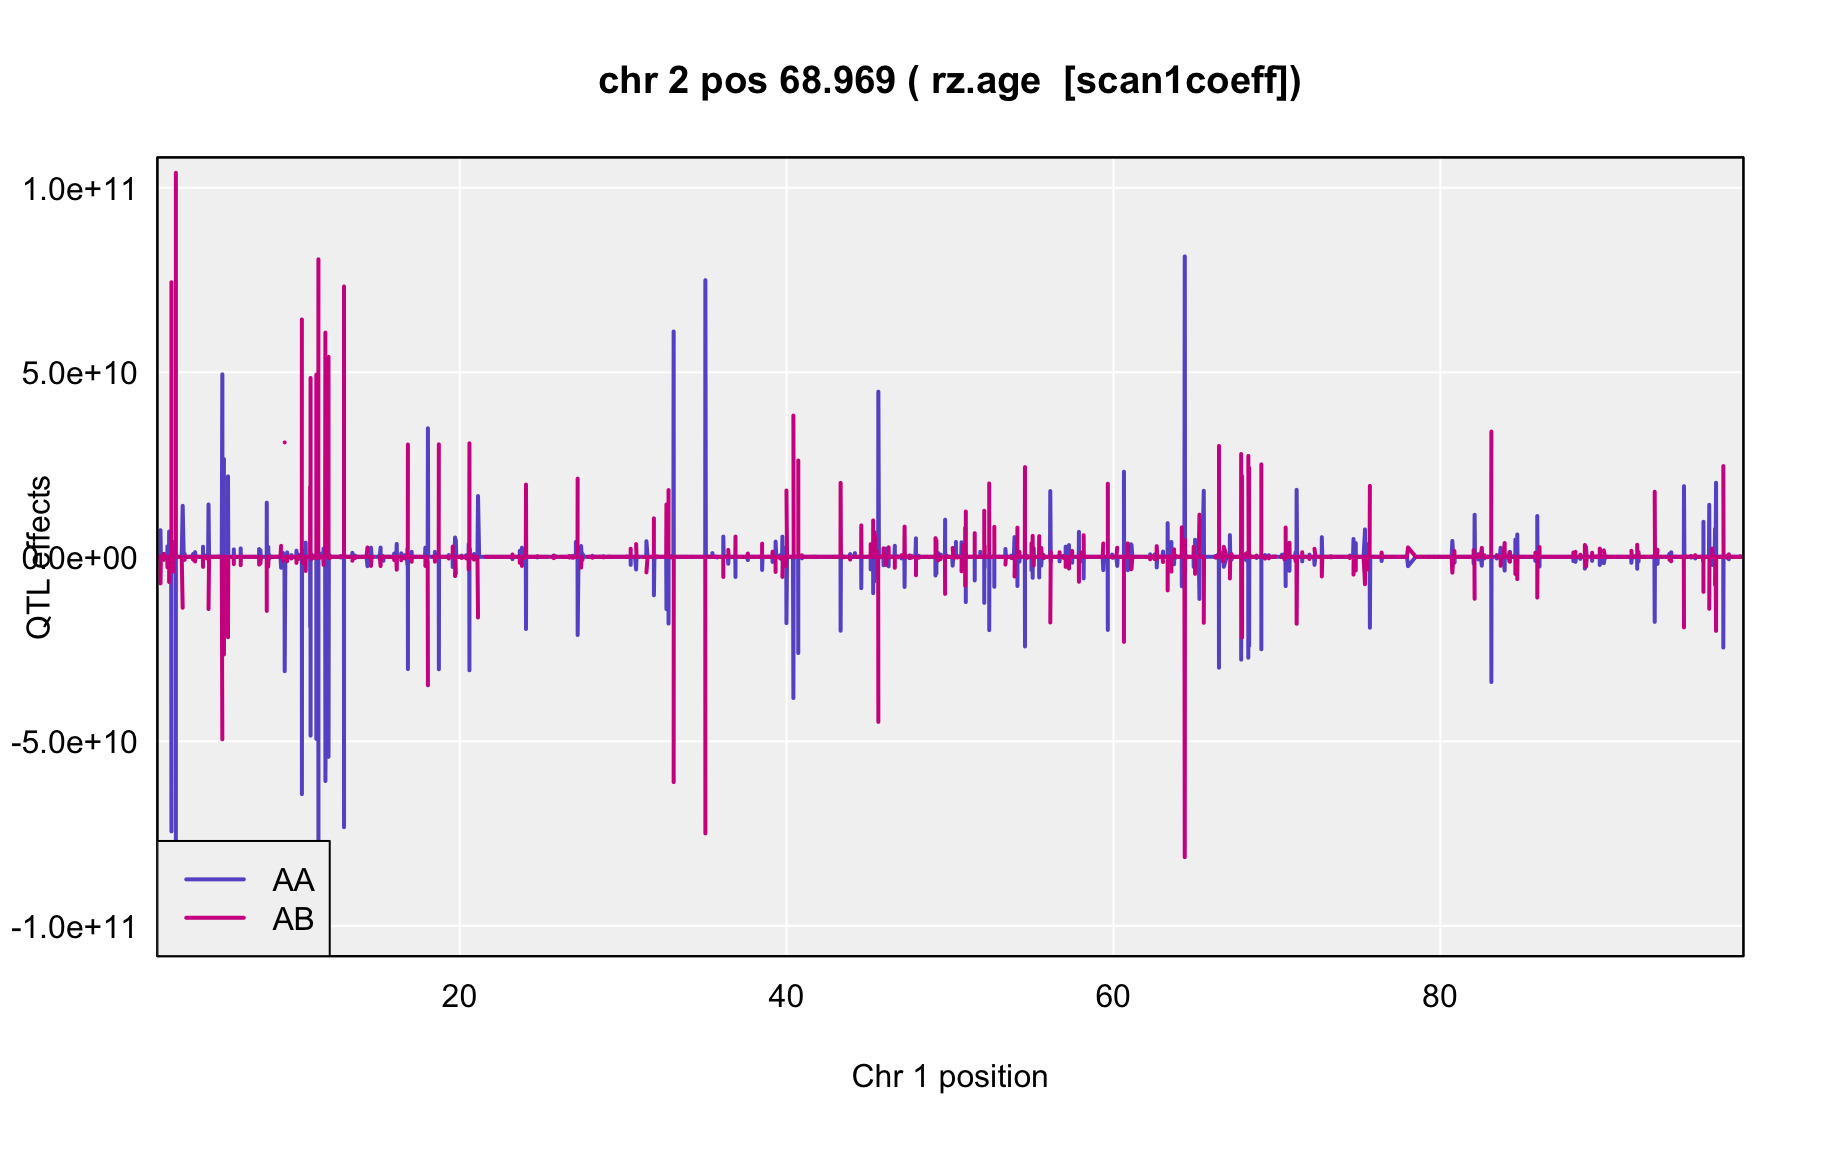 chr 2 pos 68.969 ( rz.age [scan1coeff])
1.0e+11
5.0e+10
0.0e+00
-5.0e+10
-1.0e+11
QTL effects
AA
AB
20 40 60 80
Chr 1 position